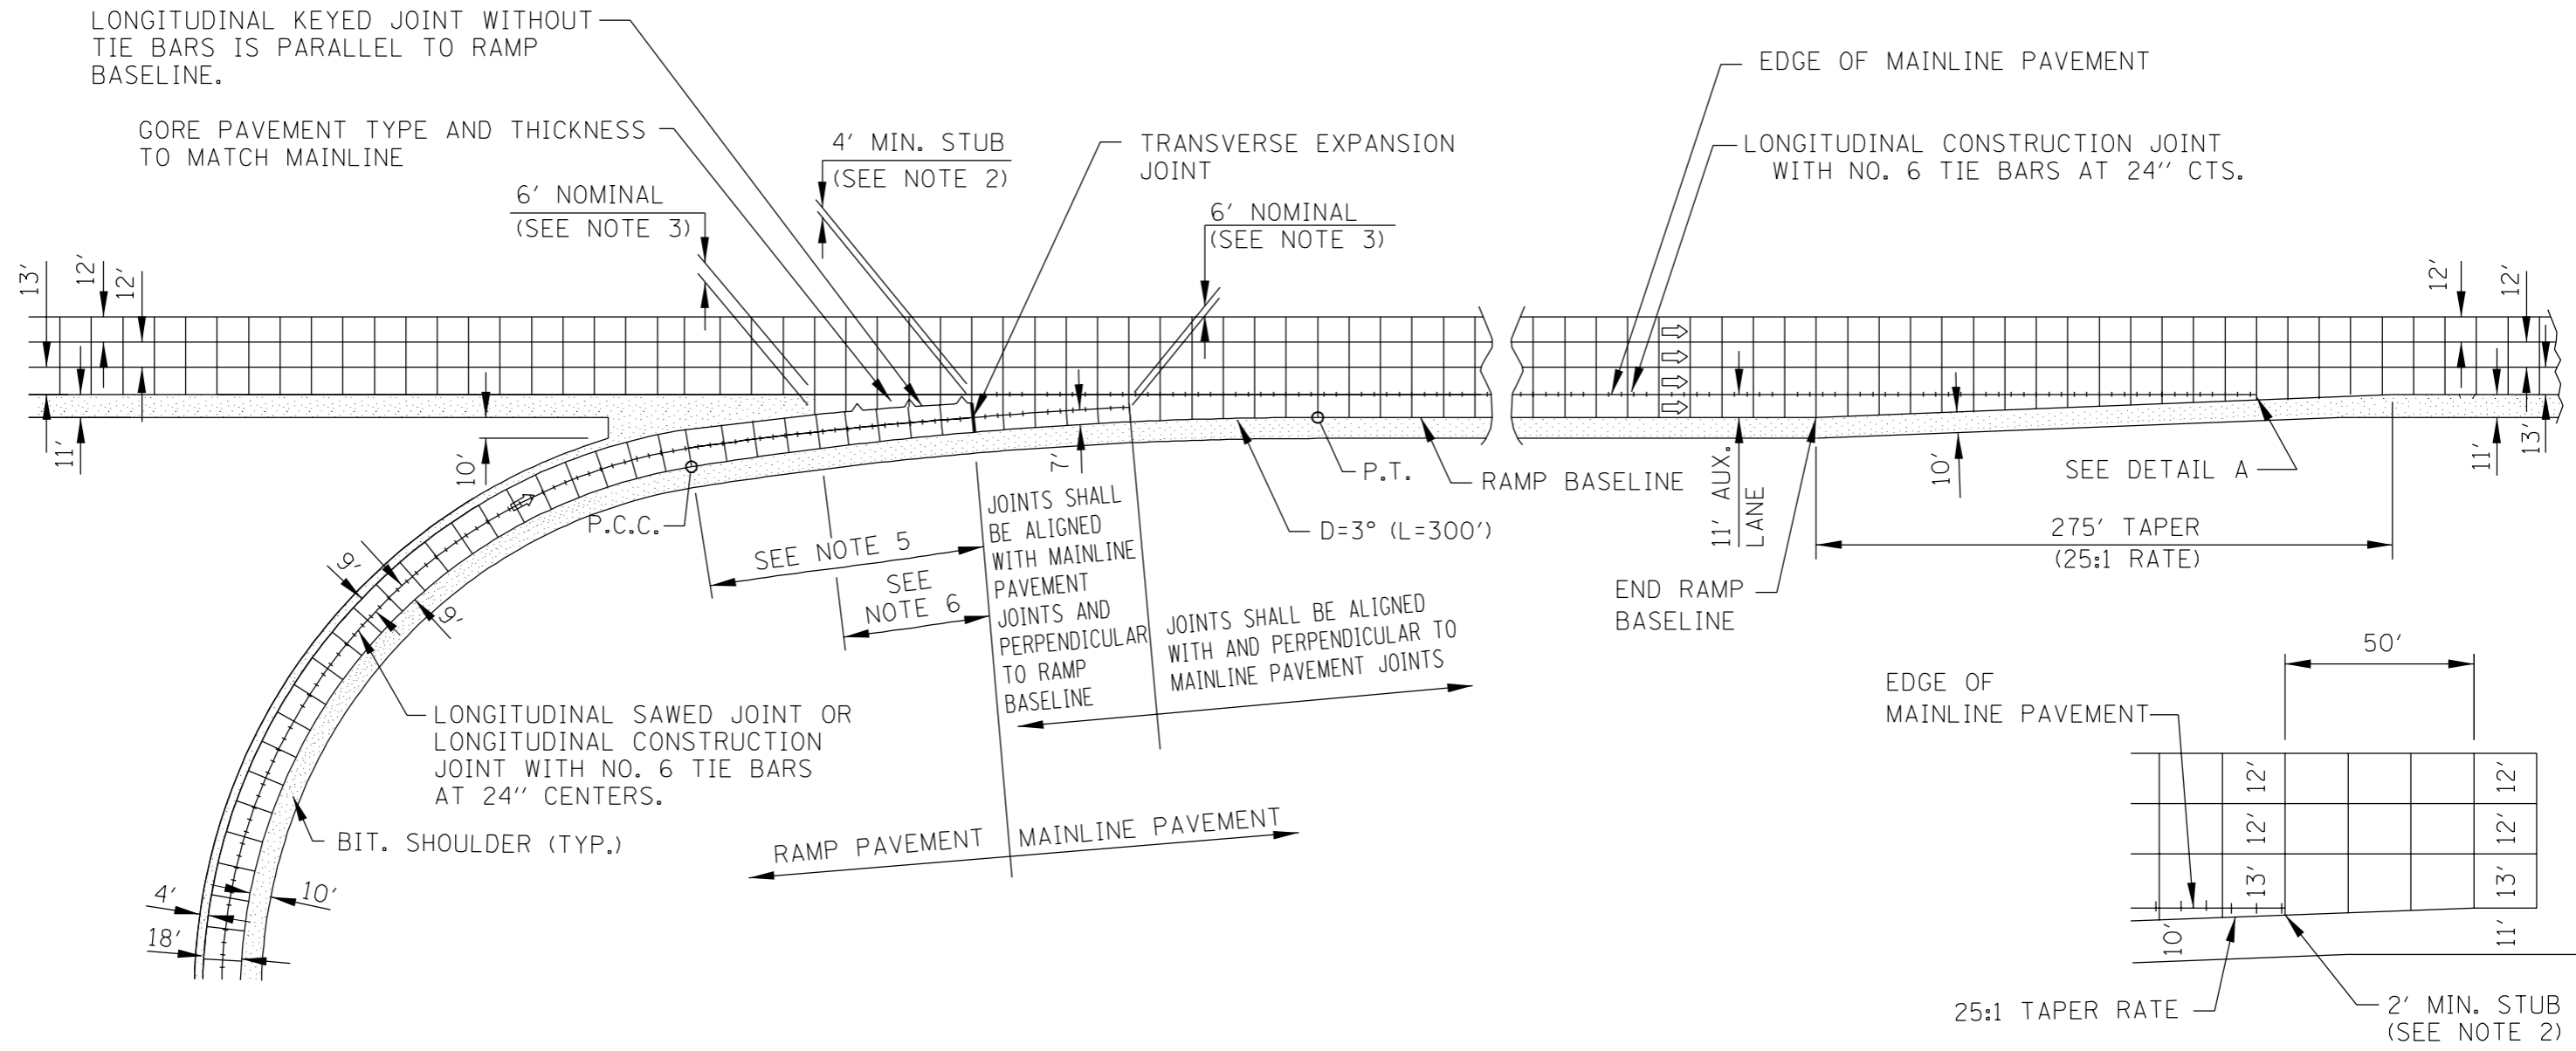 LONGITUDINAL KEYED JOINT WITHOUT
TIE BARS IS PARALLEL TO RAMP
BASELINE.
GORE PAVEMENT TYPE AND THICKNESS
TO MATCH MAINLINE
6' NOMINAL
(SEE NOTE 3)
4' MIN. STUB
(SEE NOTE 2)
TRANSVERSE EXPANSION
JOINT
6' NOMINAL
(SEE NOTE 3)
EDGE OF MAINLINE PAVEMENT
LONGITUDINAL CONSTRUCTION JOINT
WITH NO. 6 TIE BARS AT 24" CTS.
13'
12'
12'
11'
10'
12'
12'
11'
13'
P.C.C.
SEE NOTE 5
SEE
NOTE 6
7'
JOINTS SHALL
BE ALIGNED
WITH MAINLINE
PAVEMENT
JOINTS AND
PERPENDICULAR
TO RAMP
BASELINE
JOINTS SHALL BE ALIGNED
WITH AND PERPENDICULAR TO
MAINLINE PAVEMENT JOINTS
P.T.
RAMP BASELINE
D=3° (L=300')
11' AUX.
LANE
10'
SEE DETAIL A
275' TAPER
(25:1 RATE)
END RAMP
BASELINE
9'
9'
LONGITUDINAL SAWED JOINT OR
LONGITUDINAL CONSTRUCTION
JOINT WITH NO. 6 TIE BARS
AT 24" CENTERS.
BIT. SHOULDER (TYP.)
RAMP PAVEMENT
MAINLINE PAVEMENT
4'
10'
18'
50'
EDGE OF
MAINLINE PAVEMENT
12'
12'
13'
12'
12'
13'
10'
11'
25:1 TAPER RATE
2' MIN. STUB
(SEE NOTE 2)